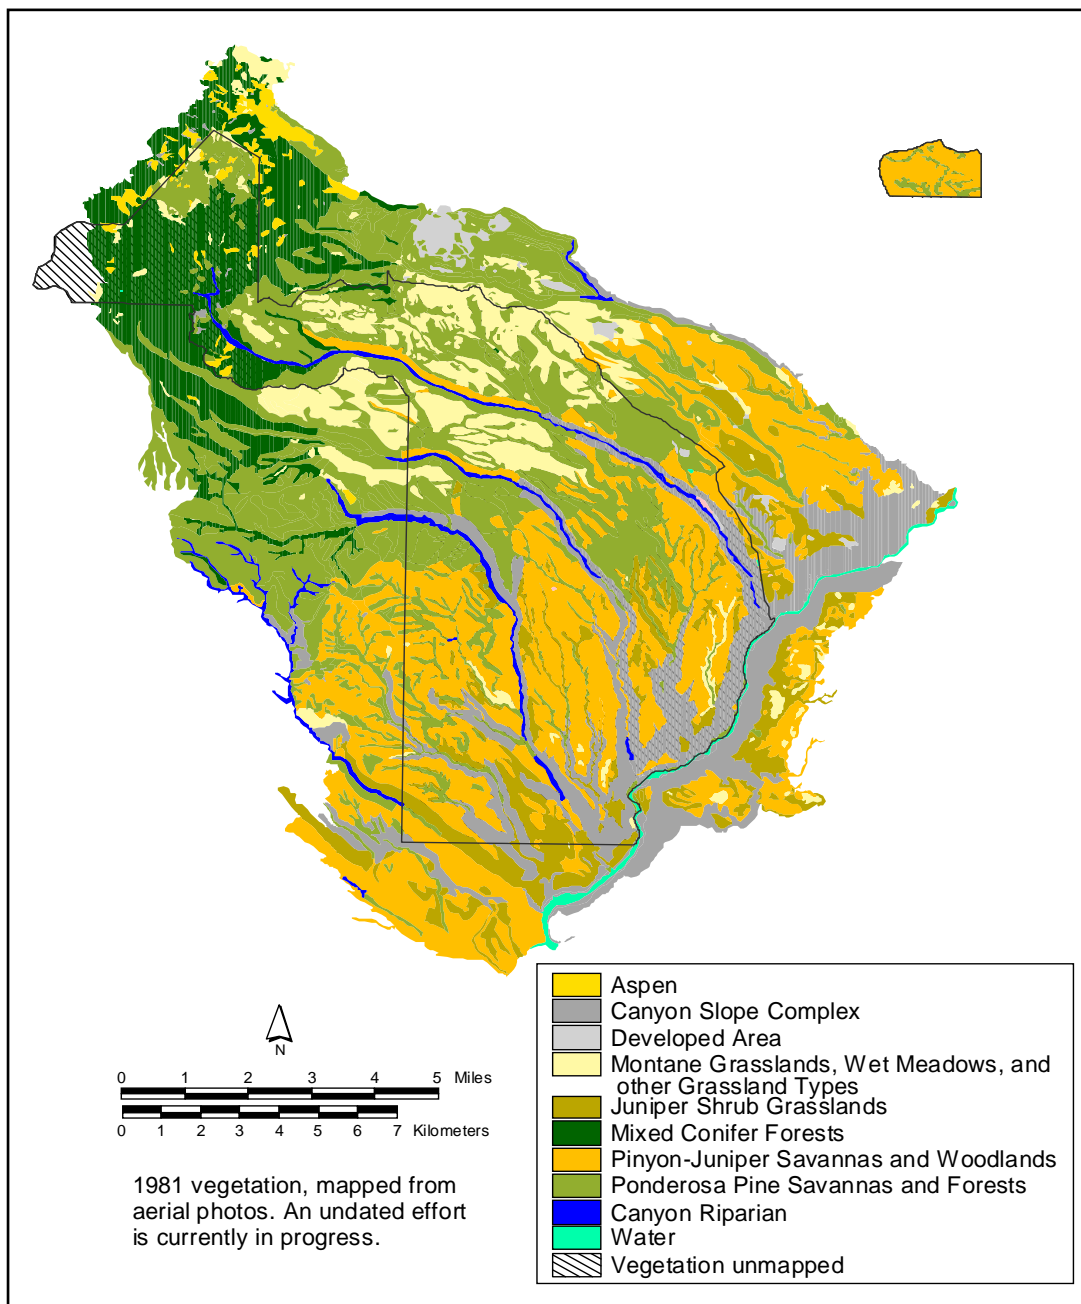 Aspen
Canyon Slope Complex
Developed Area
Montane Grasslands, Wet Meadows, and
other Grassland Types
Juniper Shrub Grasslands
Mixed Conifer Forests
Pinyon-Juniper Savannas and Woodlands
Ponderosa Pine Savannas and Forests
Canyon Riparian
Water
Vegetation unmapped
N
0 1 2 3 4 5 Miles
0 1 2 3 4 5 6 7 Kilometers
1981 vegetation, mapped from
aerial photos. An undated effort
is currently in progress.